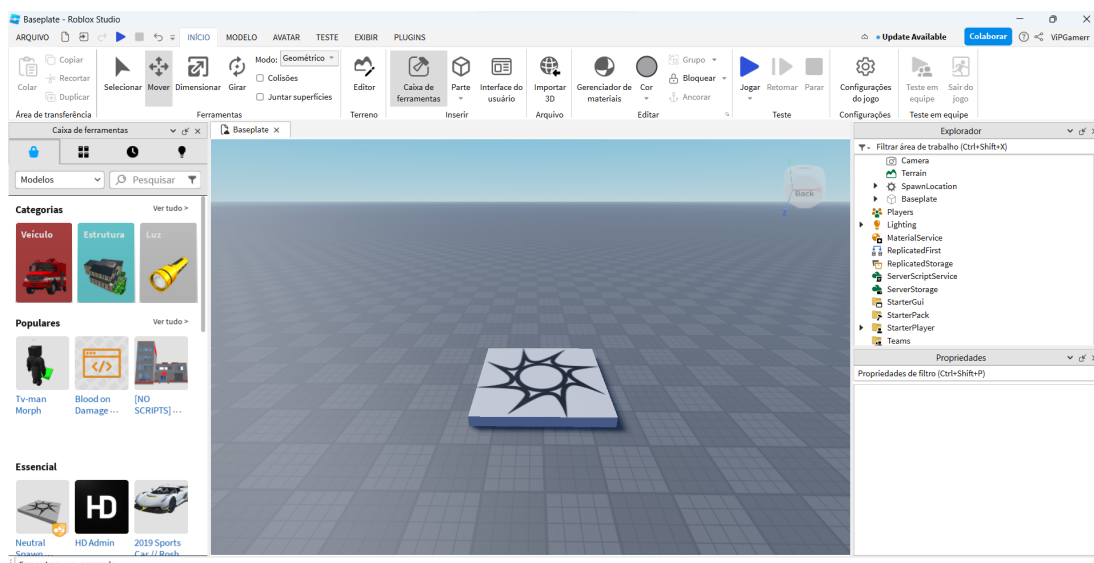 Baseplate - Roblox Studio
ARQUIVO INÍCIO MODELO AVATAR TESTE EXIBIR PLUGINS Update Available Colaborar ViPGamerr
Colar
Copiar
Recortar
Duplicar
Área de transferência
Selecionar Mover Dimensionar Girar
Modo: Geométrico
Colisões
Juntar superfícies
Ferramentas
Editor
Terreno
Caixa de
ferramentas
Parte
Interface do
usuário
Inserir
Importar
3D
Arquivo
Gerenciador de
materiais
Cor
Grupo
Bloquear
Ancorar
Editar
Jogar Retomar Parar
Teste
Configurações
do jogo
Configurações
Teste em
equipe
Sair do
jogo
Teste em equipe
Caixa de ferramentas
Modelos
Pesquisar
Categorias Ver tudo >
Veículo Estrutura Luz
Populares Ver tudo >
Tv-man
Morph
Blood on
Damage ...
[NO
SCRIPTS] ...
Essencial
HD
Neutral
Spawn ...
HD Admin
2019 Sports
Car // Rosh
Baseplate
Back
Z
Explorador
Filtrar área de trabalho (Ctrl+Shift+X)
Camera
Terrain
SpawnLocation
Baseplate
Players
Lighting
MaterialService
ReplicatedFirst
ReplicatedStorage
ServerScriptService
ServerStorage
StarterGui
StarterPack
StarterPlayer
Teams
Propriedades
Propriedades de filtro (Ctrl+Shift+P)